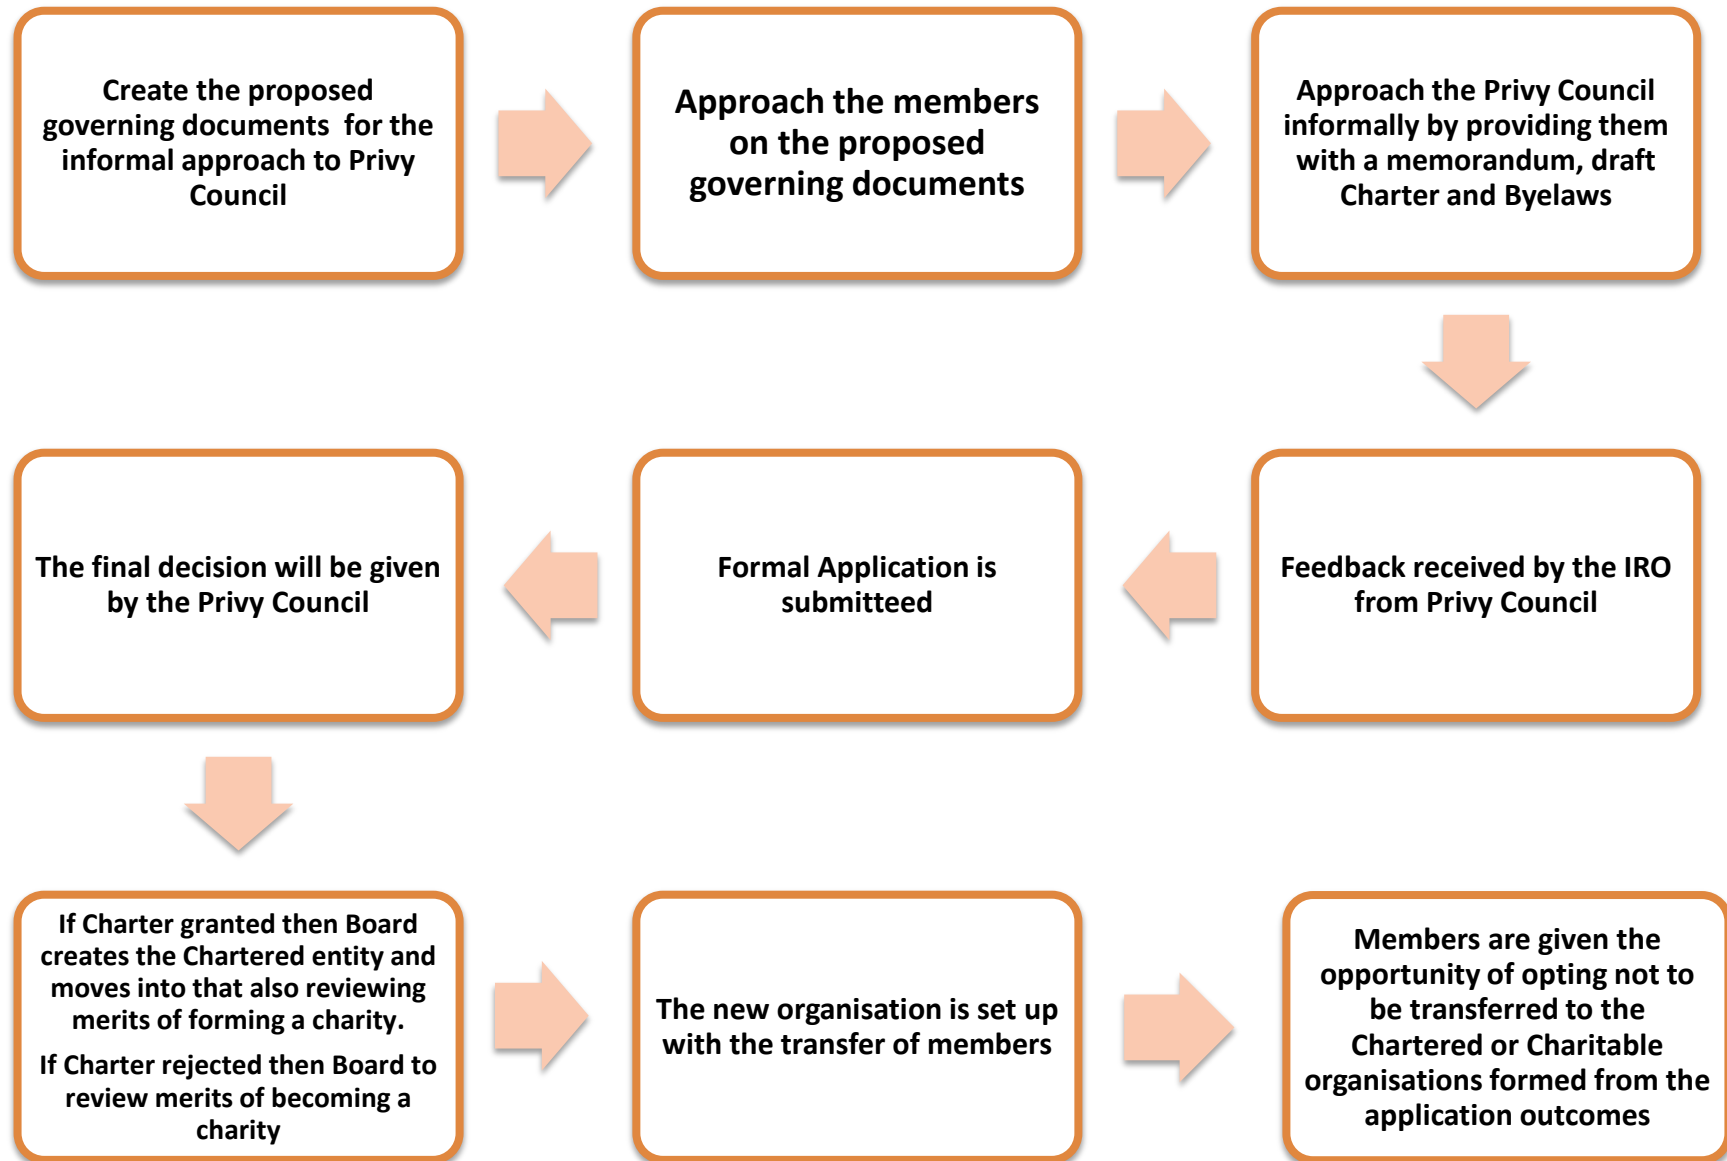 Create the proposed
governing documents for the
informal approach to Privy
Council
Approach the members
on the proposed
governing documents
Approach the Privy Council
informally by providing them
with a memorandum, draft
Charter and Byelaws
Feedback received by the IRO
from Privy Council
Formal Application is
submitteed
The final decision will be given
by the Privy Council
If Charter granted then Board
creates the Chartered entity and
moves into that also reviewing
merits of forming a charity.
If Charter rejected then Board to
review merits of becoming a
charity
The new organisation is set up
with the transfer of members
Members are given the
opportunity of opting not to
be transferred to the
Chartered or Charitable
organisations formed from the
application outcomes